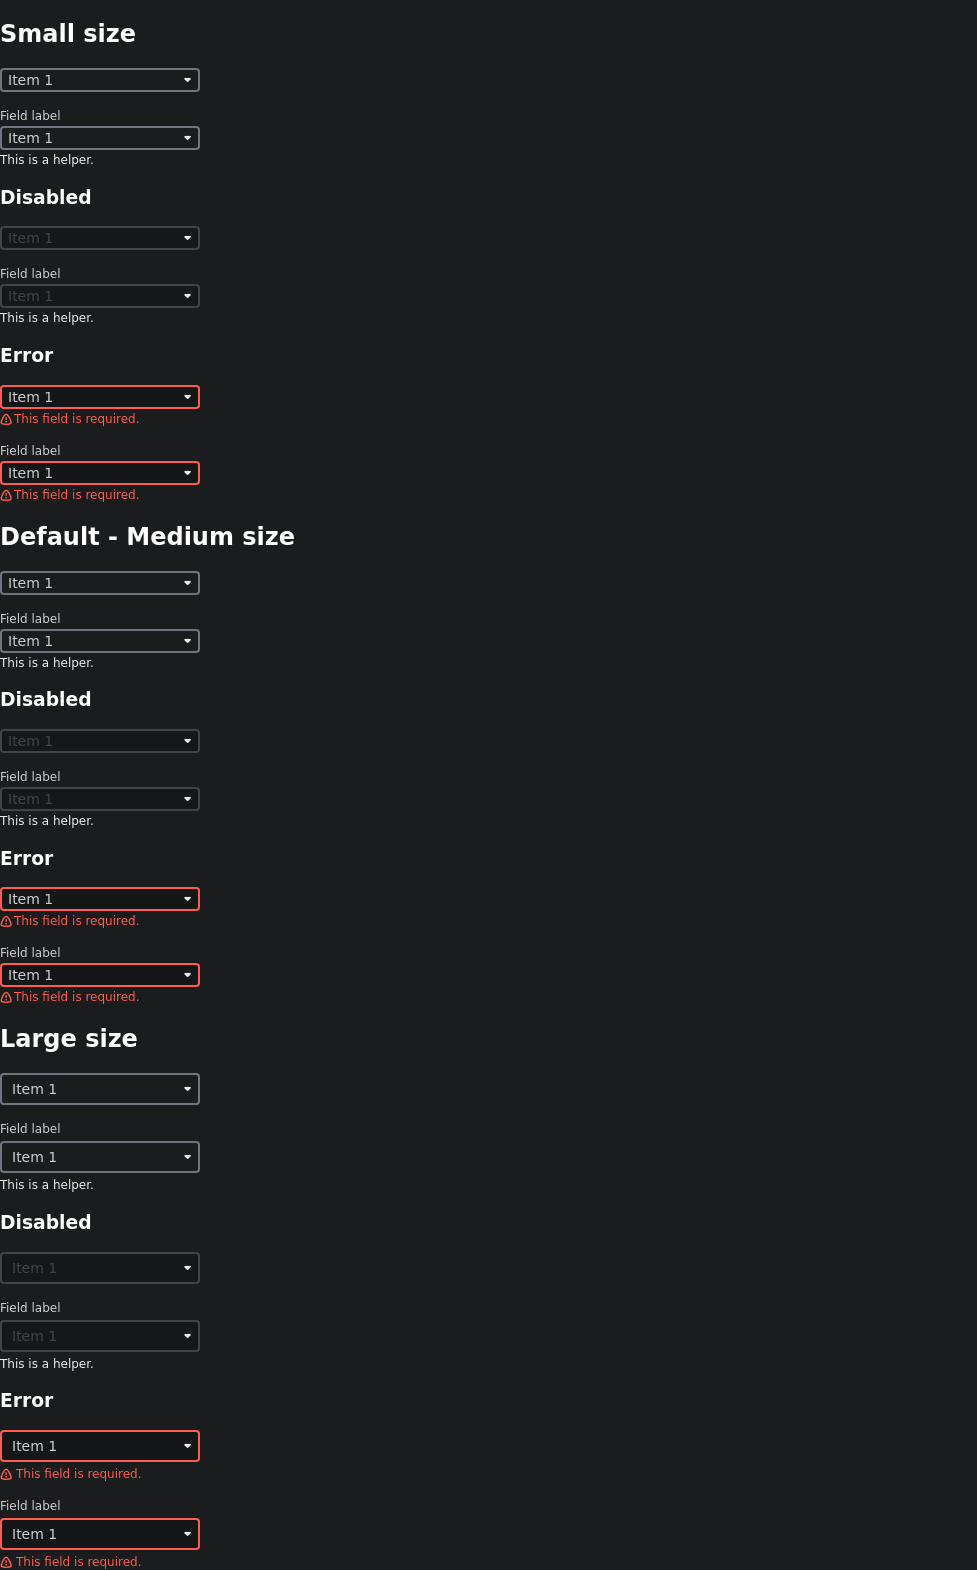 Small size
Item 1
Field label
Item 1
This is a helper.
Disabled
Item 1
Field label
Item 1
This is a helper.
Error
Item 1
This field is required.
Field label
Item 1
This field is required.
Default - Medium size
Item 1
Field label
Item 1
This is a helper.
Disabled
Item 1
Field label
Item 1
This is a helper.
Error
Item 1
This field is required.
Field label
Item 1
This field is required.
Large size
Item 1
Field label
Item 1
This is a helper.
Disabled
Item 1
Field label
Item 1
This is a helper.
Error
Item 1
This field is required.
Field label
Item 1
This field is required.